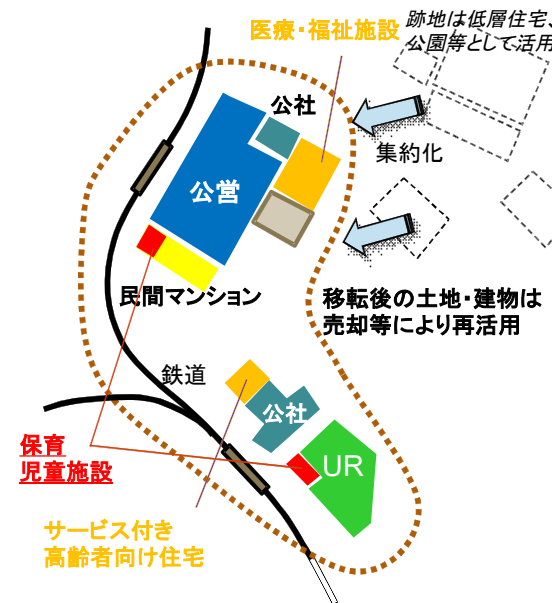 医療・福祉施設
跡地は低層住宅、
公園等として活用
公社
集約化
公営
民間マンション
移転後の土地・建物は
売却等により再活用
鉄道
公社
保育
児童施設
UR
サービス付き
高齢者向け住宅